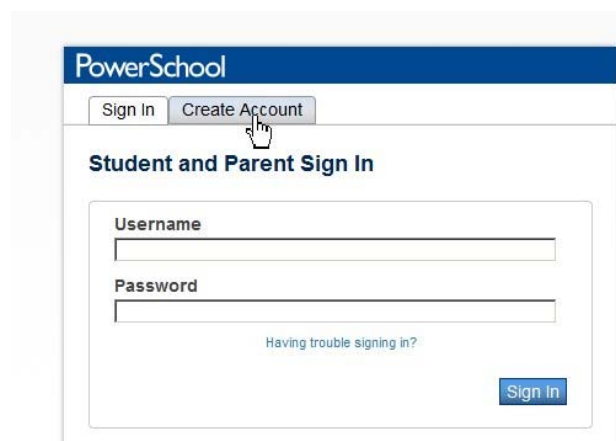 PowerSchool
Sign In Create Account
Student and Parent Sign In
Username
Password
Having trouble signing in?
Sign In